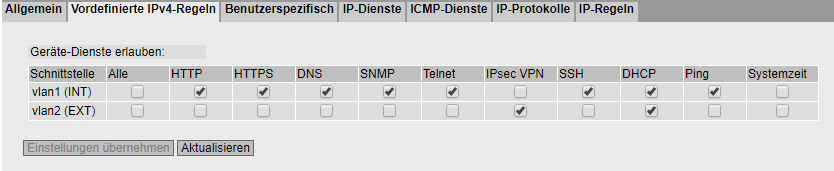 Allgemein Vordefinierte IPv4-Regeln Benutzerspezifisch IP-Dienste ICMP-Dienste IP-Protokolle IP-Regeln
Geräte-Dienste erlauben:
Schnittstelle Alle HTTP HTTPS DNS SNMP Telnet IPsec VPN SSH DHCP Ping Systemzeit
vlan1 (INT)
vlan2 (EXT)
Einstellungen übernehmen Aktualisieren